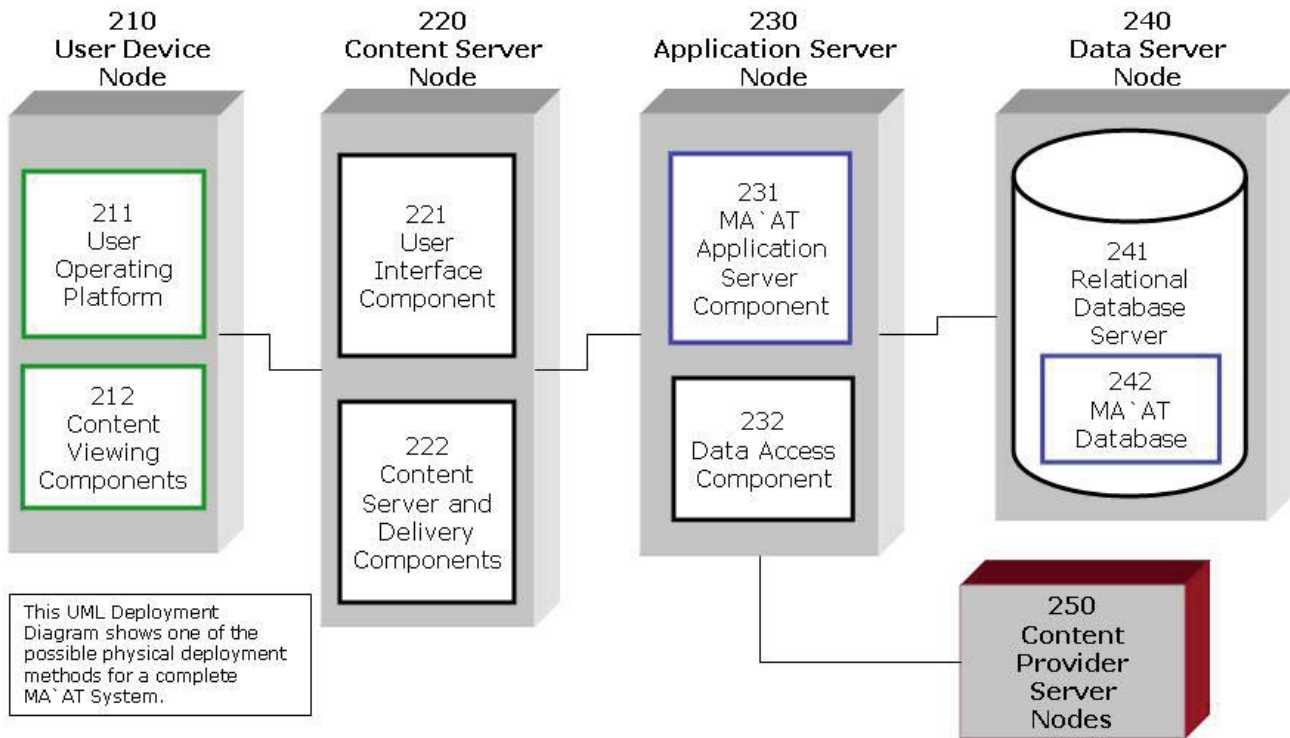 210
User Device
Node
220
Content Server
Node
230
Application Server
Node
240
Data Server
Node
211
User
Operating
Platform
212
Content
Viewing
Components
221
User
Interface
Component
222
Content
Server and
Delivery
Components
231
MA`AT
Application
Server
Component
232
Data Access
Component
241
Relational
Database
Server
242
MA`AT
Database
250
Content
Provider
Server
Nodes
This UML Deployment
Diagram shows one of the
possible physical deployment
methods for a complete
MA`AT System.